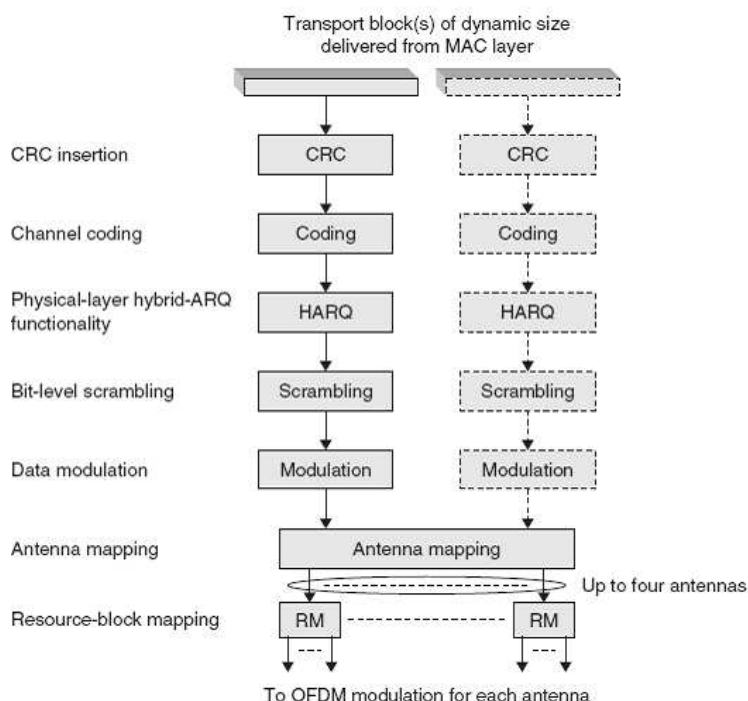 Transport block(s) of dynamic size
delivered from MAC layer
CRC insertion
CRC
CRC
Channel coding
Coding
Coding
Physical-layer hybrid-ARQ
functionality
HARQ
HARQ
Bit-level scrambling
Scrambling
Scrambling
Data modulation
Modulation
Modulation
Antenna mapping
Antenna mapping
Up to four antennas
Resource-block mapping
RM
RM
To OFDM modulation for each antenna